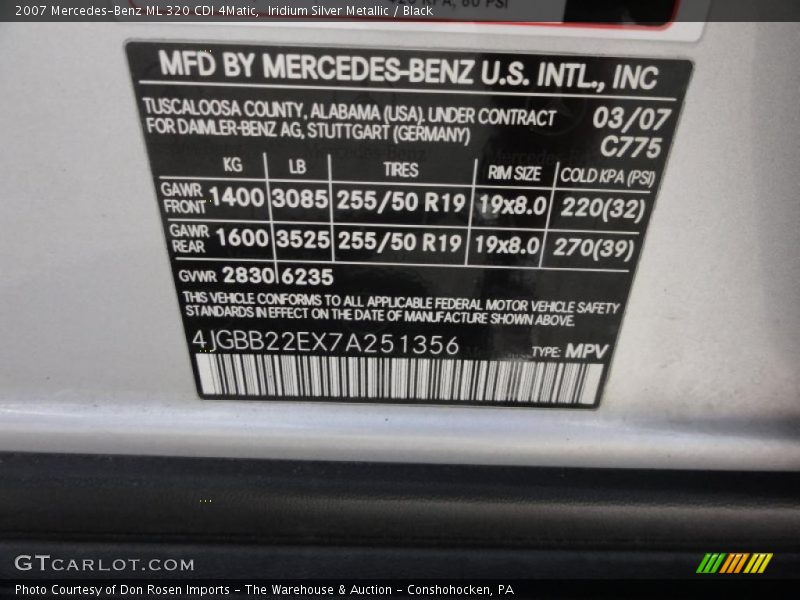 2007 Mercedes-Benz ML 320 CDI 4Matic, Iridium Silver Metallic / Black
MFD BY MERCEDES-BENZ U.S. INTL., INC
TUSCALOOSA COUNTY, ALABAMA (USA). UNDER CONTRACT 03/07
FOR DAIMLER-BENZ AG, STUTTGART (GERMANY) C775
KG LB TIRES RIM SIZE COLD KPA (PSI)
GAWR FRONT 1400 3085 255/50 R19 19x8.0 220(32)
GAWR REAR 1600 3525 255/50 R19 19x8.0 270(39)
GVWR 2830 6235
THIS VEHICLE CONFORMS TO ALL APPLICABLE FEDERAL MOTOR VEHICLE SAFETY
STANDARDS IN EFFECT ON THE DATE OF MANUFACTURE SHOWN ABOVE.
4JGBB22EX7A251356 TYPE: MPV
GTCARLOT.COM
Photo Courtesy of Don Rosen Imports - The Warehouse & Auction - Conshohocken, PA